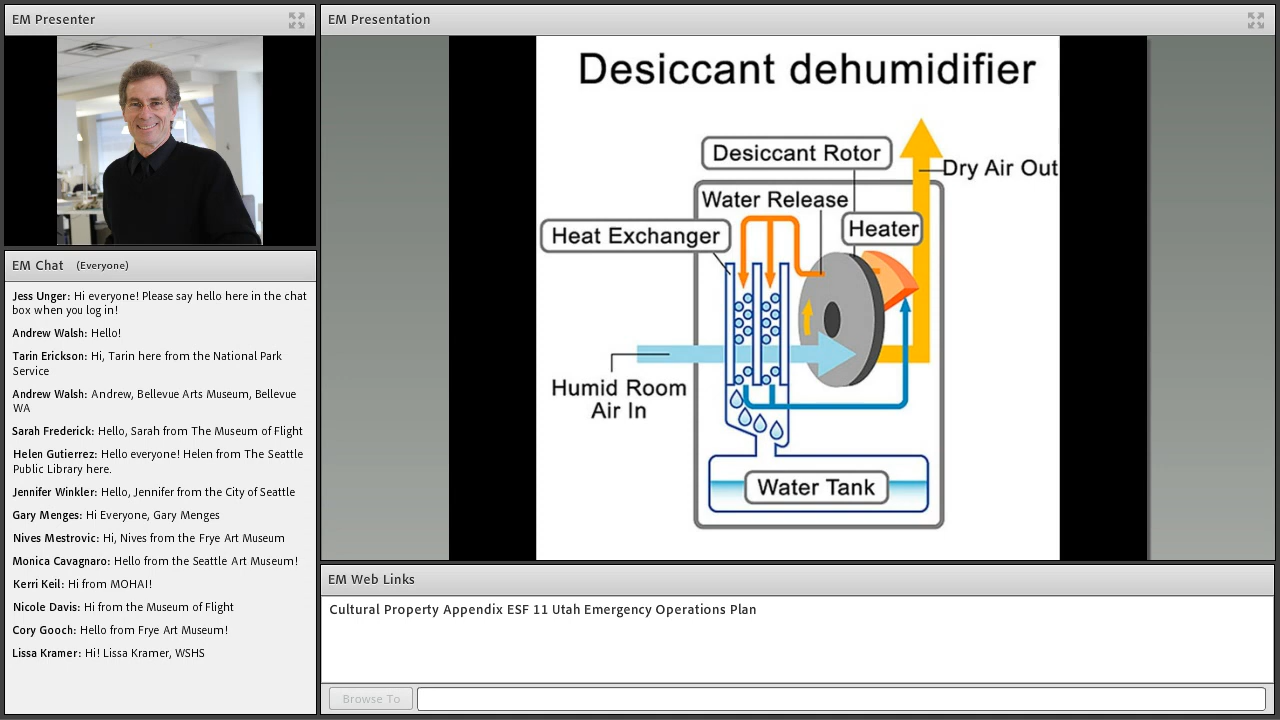 EM Presenter
EM Chat (Everyone)
Jess Unger: Hi everyone! Please say hello here in the chat
box when you log in!
Andrew Walsh: Hello!
Tarin Erickson: Hi, Tarin here from the National Park
Service
Andrew Walsh: Andrew, Bellevue Arts Museum, Bellevue
WA
Sarah Frederick: Hello, Sarah from The Museum of Flight
Helen Gutierrez: Hello everyone! Helen from The Seattle
Public Library here.
Jennifer Winkler: Hello, Jennifer from the City of Seattle
Gary Menges: Hi Everyone, Gary Menges
Nives Mestrovic: Hi, Nives from the Frye Art Museum
Monica Cavagnaro: Hello from the Seattle Art Museum!
Kerri Keil: Hi from MOHAI!
Nicole Davis: Hi from the Museum of Flight
Cory Gooch: Hello from Frye Art Museum!
Lissa Kramer: Hi! Lissa Kramer, WSHS
EM Presentation
Desiccant dehumidifier
Desiccant Rotor
Dry Air Out
Water Release
Heat Exchanger
Heater
Humid Room
Air In
Water Tank
EM Web Links
Cultural Property Appendix ESF 11 Utah Emergency Operations Plan
Browse To